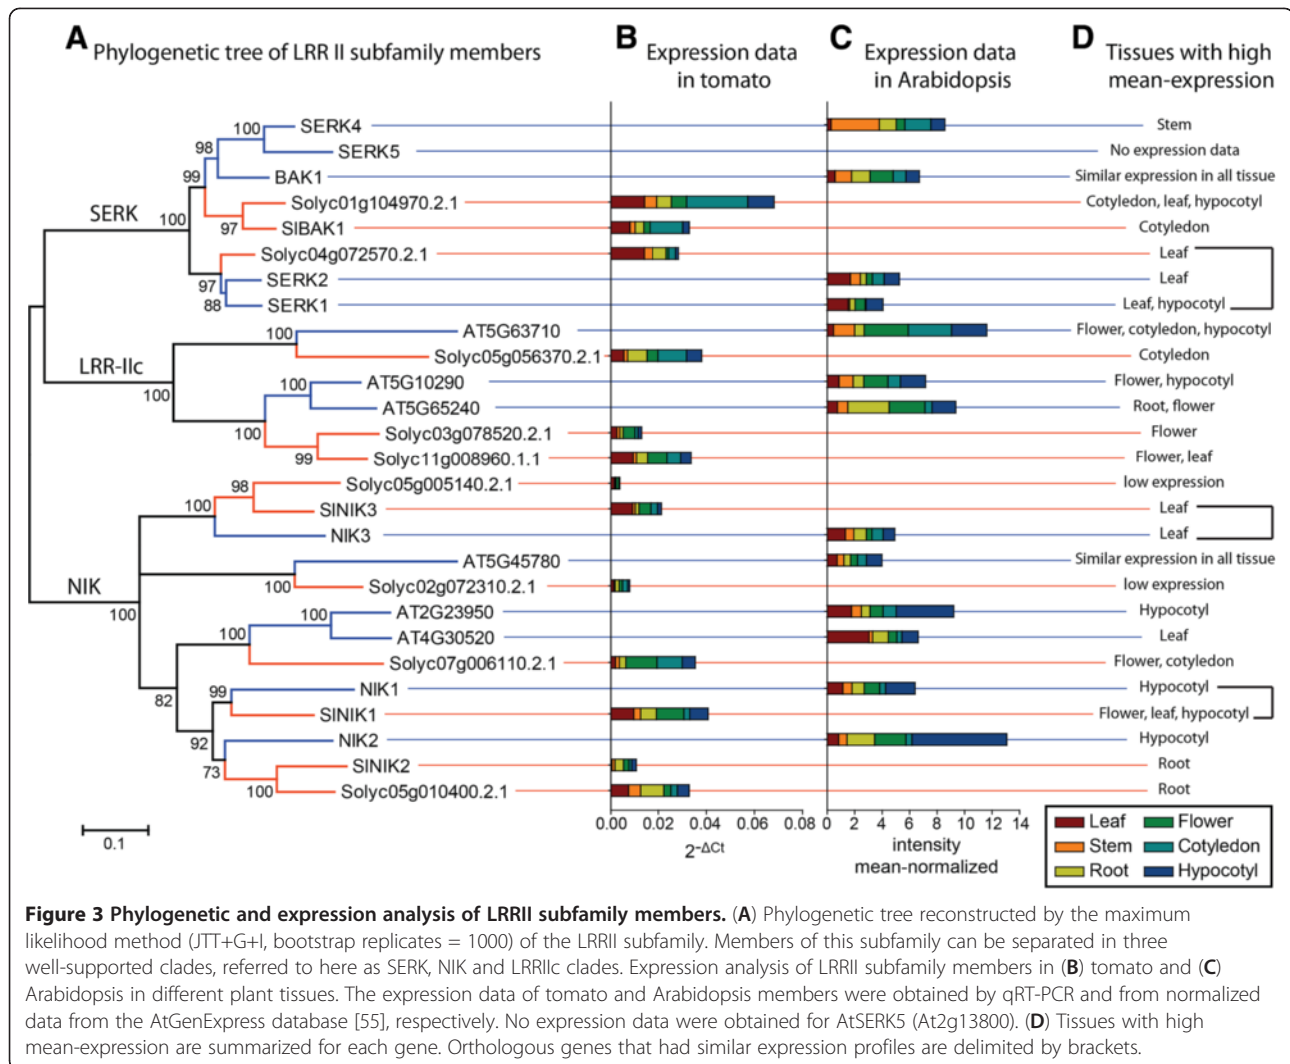 A Phylogenetic tree of LRR II subfamily members
B Expression data
in tomato
C Expression data
in Arabidopsis
D Tissues with high
mean-expression
SERK
LRR-IIc
NIK
100 SERK4 Stem
98 SERK5 No expression data
99 BAK1 Similar expression in all tissue
100 Solyc01g104970.2.1 Cotyledon, leaf, hypocotyl
97 SlBAK1 Cotyledon
Solyc04g072570.2.1 Leaf
97 SERK2 Leaf
88 SERK1 Leaf, hypocotyl
100 AT5G63710 Flower, cotyledon, hypocotyl
Solyc05g056370.2.1 Cotyledon
100 100 AT5G10290 Flower, hypocotyl
AT5G65240 Root, flower
100 Solyc03g078520.2.1 Flower
99 Solyc11g008960.1.1 Flower, leaf
98 Solyc05g005140.2.1 low expression
100 SlNIK3 Leaf
NIK3 Leaf
AT5G45780 Similar expression in all tissue
100 Solyc02g072310.2.1 low expression
100 100 AT2G23950 Hypocotyl
100 AT4G30520 Leaf
Solyc07g006110.2.1 Flower, cotyledon
82 99 NIK1 Hypocotyl
SlNIK1 Flower, leaf, hypocotyl
92 NIK2 Hypocotyl
73 SlNIK2 Root
100 Solyc05g010400.2.1 Root
0.1
0.00 0.02 0.04 0.06 0.08
2-ΔCt
0 2 4 6 8 10 12 14
intensity
mean-normalized
Leaf Flower
Stem Cotyledon
Root Hypocotyl
Figure 3 Phylogenetic and expression analysis of LRRII subfamily members. (A) Phylogenetic tree reconstructed by the maximum
likelihood method (JTT+G+I, bootstrap replicates = 1000) of the LRRII subfamily. Members of this subfamily can be separated in three
well-supported clades, referred to here as SERK, NIK and LRRIIc clades. Expression analysis of LRRII subfamily members in (B) tomato and (C)
Arabidopsis in different plant tissues. The expression data of tomato and Arabidopsis members were obtained by qRT-PCR and from normalized
data from the AtGenExpress database [55], respectively. No expression data were obtained for AtSERK5 (At2g13800). (D) Tissues with high
mean-expression are summarized for each gene. Orthologous genes that had similar expression profiles are delimited by brackets.